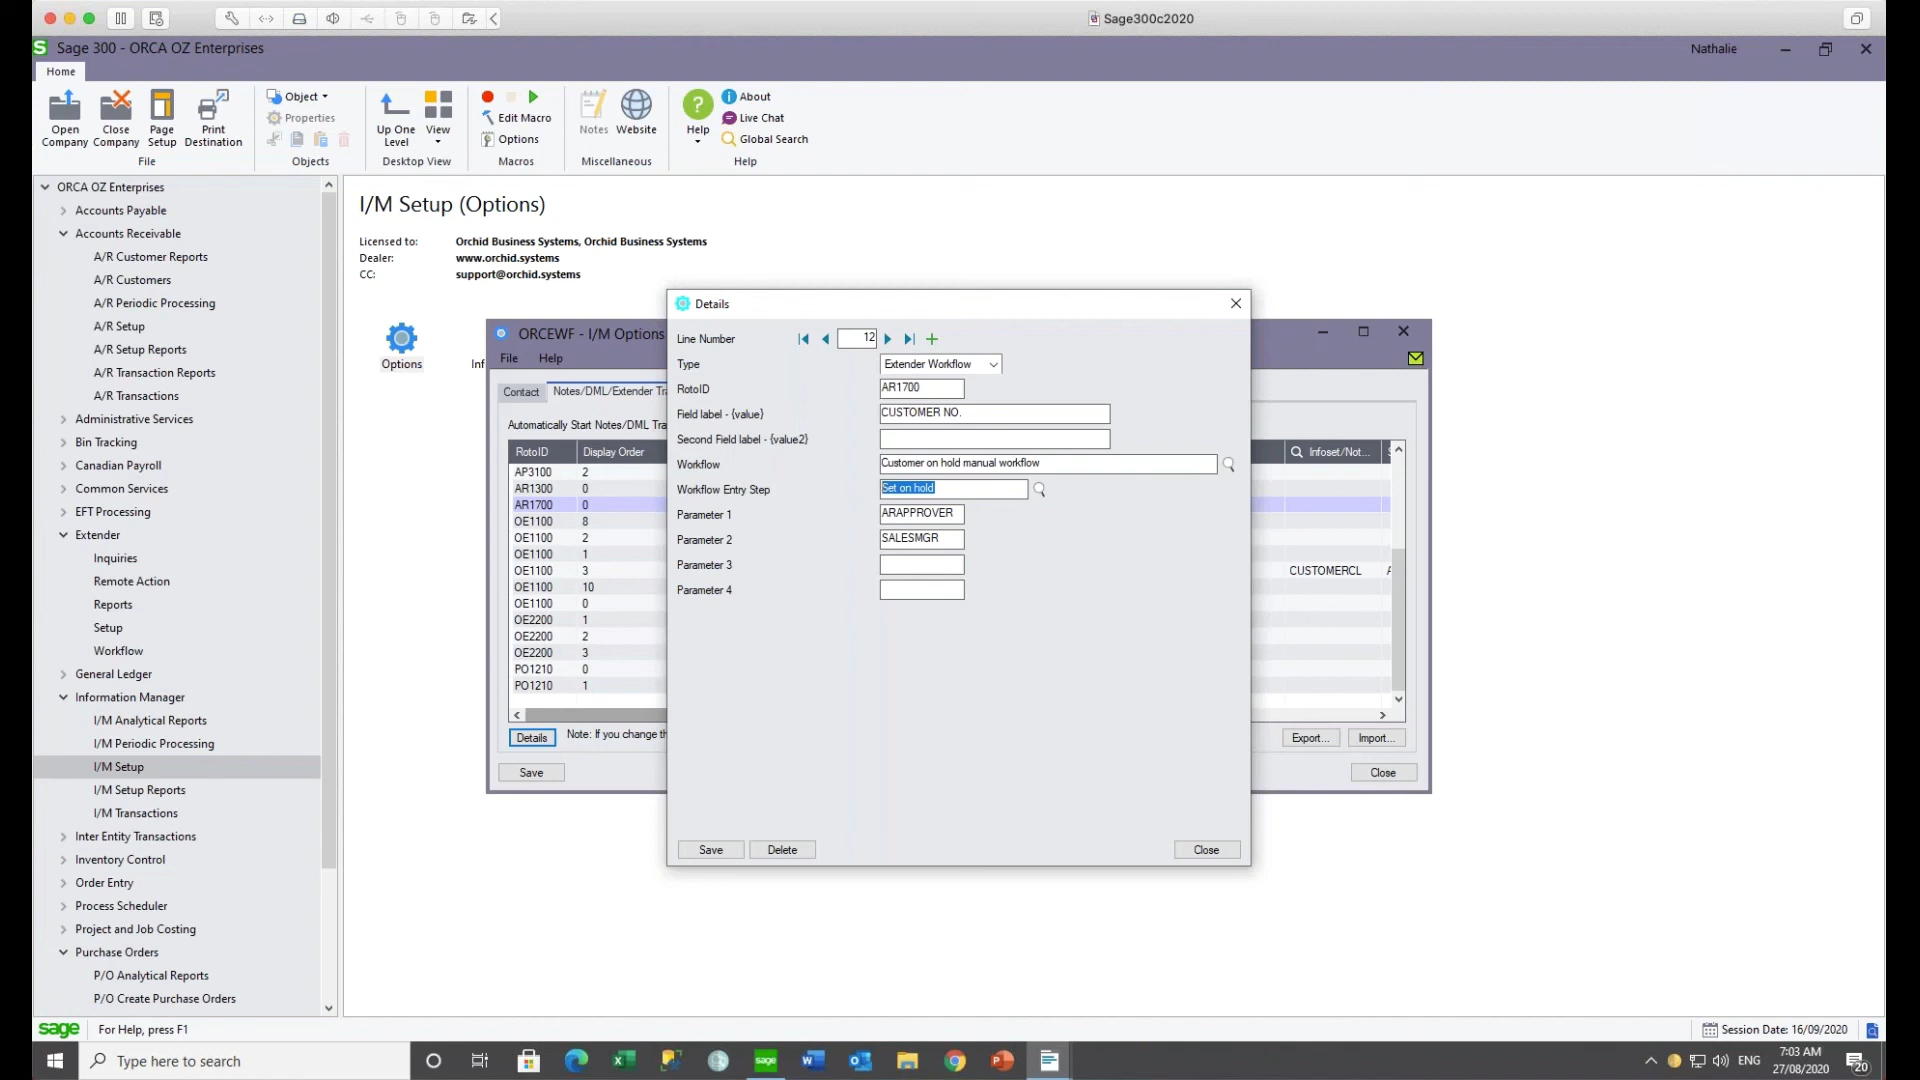 Sage300c2020
S Sage 300 - ORCA OZ Enterprises
Nathalie
Home
Open Company
Close Company
Page Setup
Print Destination
File
Object
Properties
Objects
Up One Level
View
Desktop View
Edit Macro
Options
Macros
Notes
Website
Miscellaneous
Help
About
Live Chat
Global Search
Help
ORCA OZ Enterprises
Accounts Payable
Accounts Receivable
A/R Customer Reports
A/R Customers
A/R Periodic Processing
A/R Setup
A/R Setup Reports
A/R Transaction Reports
A/R Transactions
Administrative Services
Bin Tracking
Canadian Payroll
Common Services
EFT Processing
Extender
Inquiries
Remote Action
Reports
Setup
Workflow
General Ledger
Information Manager
I/M Analytical Reports
I/M Periodic Processing
I/M Setup
I/M Setup Reports
I/M Transactions
Inter Entity Transactions
Inventory Control
Order Entry
Process Server
Project and Job Costing
Purchase Orders
P/O Analytical Reports
P/O Create Purchase Orders
I/M Setup (Options)
Licensed to: Orchid Business Systems, Orchid Business Systems
Dealer: www.orchid.systems
CC: support@orchid.systems
Options
Inf
ORCEWF - I/M Options
File Help
Contact Notes/DML/Extender Tra
Automatically Start Notes/DML Tra
RotoID Display Order Infoset/Not...
AP3100 2
AR1300 0
AR1700 0
OE1100 8
OE1100 2
OE1100 1
OE1100 3 CUSTOMERCL
OE1100 10
OE1100 0
OE2200 1
OE2200 2
OE2200 3
PO1210 0
PO1210 1
Details Note: If you change th
Export... Import...
Save Close
Details
Line Number 12
Type Extender Workflow
RotoID AR1700
Field label - {value} CUSTOMER NO.
Second Field label - {value2}
Workflow Customer on hold manual workflow
Workflow Entry Step Set on hold
Parameter 1 ARAPPROVER
Parameter 2 SALESMGR
Parameter 3
Parameter 4
Save Delete Close
sage For Help, press F1
Session Date: 16/09/2020
Type here to search
sage
ENG
7:03 AM
27/08/2020
20